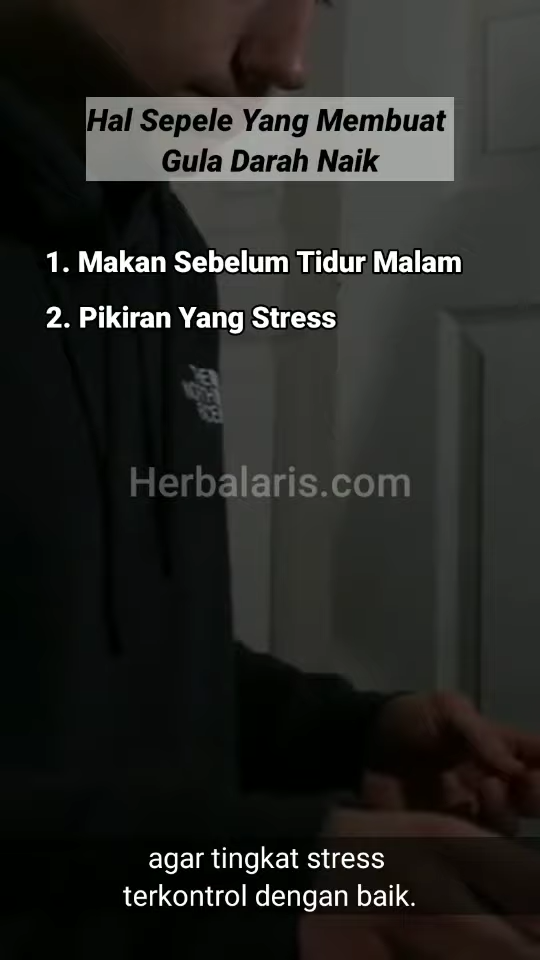 Hal Sepele Yang Membuat
Gula Darah Naik
1. Makan Sebelum Tidur Malam
2. Pikiran Yang Stress
Herbalaris.com
agar tingkat stress
terkontrol dengan baik.